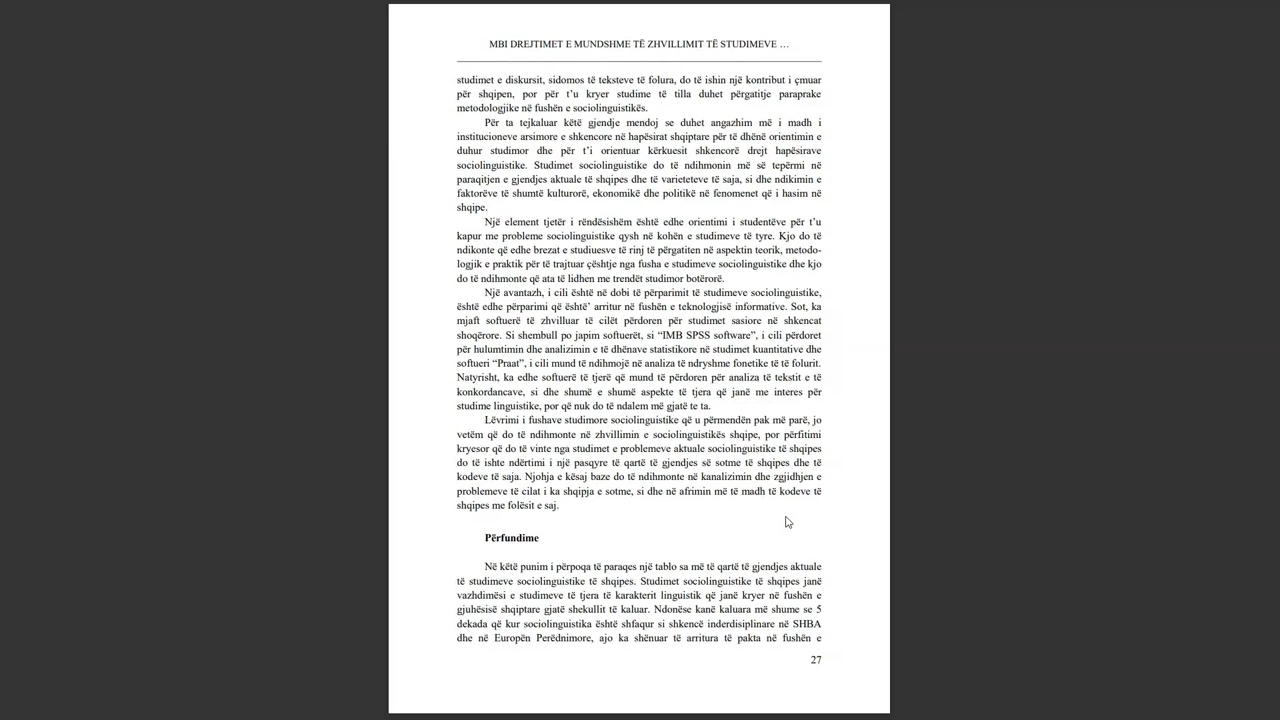 MBI DREJTIMET E MUNDSHME TË ZHVILLIMIT TË STUDIMEVE …
studimet e diskursit, sidomos të teksteve të folura, do të ishin një kontribut i çmuar
për shqipen, por për t’u kryer studime të tilla duhet përgatitje paraprake
metodologjike në fushën e sociolinguistikës.
Për ta tejkaluar këtë gjendje mendoj se duhet angazhim më i madh i
institucioneve arsimore e shkencore në hapësirat shqiptare për të dhënë orientimin e
duhur studimor dhe për t’i orientuar kërkuesit shkencorë drejt hapësirave
sociolinguistike. Studimet sociolinguistike do të ndihmonin më së tepërmi në
paraqitjen e gjendjes aktuale të shqipes dhe të varieteteve të saja, si dhe ndikimin e
faktorëve të shumtë kulturorë, ekonomikë dhe politikë në fenomenet që i hasim në
shqipe.
Një element tjetër i rëndësishëm është edhe orientimi i studentëve për t’u
kapur me probleme sociolinguistike qysh në kohën e studimeve të tyre. Kjo do të
ndikonte që edhe brezat e studiuesve të rinj të përgatiten në aspektin teorik, metodo-
logjik e praktik për të trajtuar çështje nga fusha e studimeve sociolinguistike dhe kjo
do të ndihmonte që ata të lidhen me trendët studimor botërorë.
Një avantazh, i cili është në dobi të përparimit të studimeve sociolinguistike,
është edhe përparimi që është’ arritur në fushën e teknologjisë informative. Sot, ka
mjaft softuerë të zhvilluar të cilët përdoren për studimet sasiore në shkencat
shoqërore. Si shembull po japim softuerët, si “IMB SPSS software”, i cili përdoret
për hulumtimin dhe analizimin e të dhënave statistikore në studimet kuantitative dhe
softueri “Praat”, i cili mund të ndihmojë në analiza të ndryshme fonetike të të folurit.
Natyrisht, ka edhe softuerë të tjerë që mund të përdoren për analiza të tekstit e të
konkordancave, si dhe shumë e shumë aspekte të tjera që janë me interes për
studime linguistike, por që nuk do të ndalem më gjatë te ta.
Lëvrimi i fushave studimore sociolinguistike që u përmendën pak më parë, jo
vetëm që do të ndihmonte në zhvillimin e sociolinguistikës shqipe, por përfitimi
kryesor që do të vinte nga studimet e problemeve aktuale sociolinguistike të shqipes
do të ishte ndërtimi i një pasqyre të qartë të gjendjes së sotme të shqipes dhe të
kodeve të saja. Njohja e kësaj baze do të ndihmonte në kanalizimin dhe zgjidhjen e
problemeve të cilat i ka shqipja e sotme, si dhe në afrimin më të madh të kodeve të
shqipes me folësit e saj.
Përfundime
Në këtë punim i përpoqa të paraqes një tablo sa më të qartë të gjendjes aktuale
të studimeve sociolinguistike të shqipes. Studimet sociolinguistike të shqipes janë
vazhdimësi e studimeve të tjera të karakterit linguistik që janë kryer në fushën e
gjuhësisë shqiptare gjatë shekullit të kaluar. Ndonëse kanë kaluara më shume se 5
dekada që kur sociolinguistika është shfaqur si shkencë inderdisiplinare në SHBA
dhe në Europën Perëdnimore, ajo ka shënuar të arritura të pakta në fushën e
27